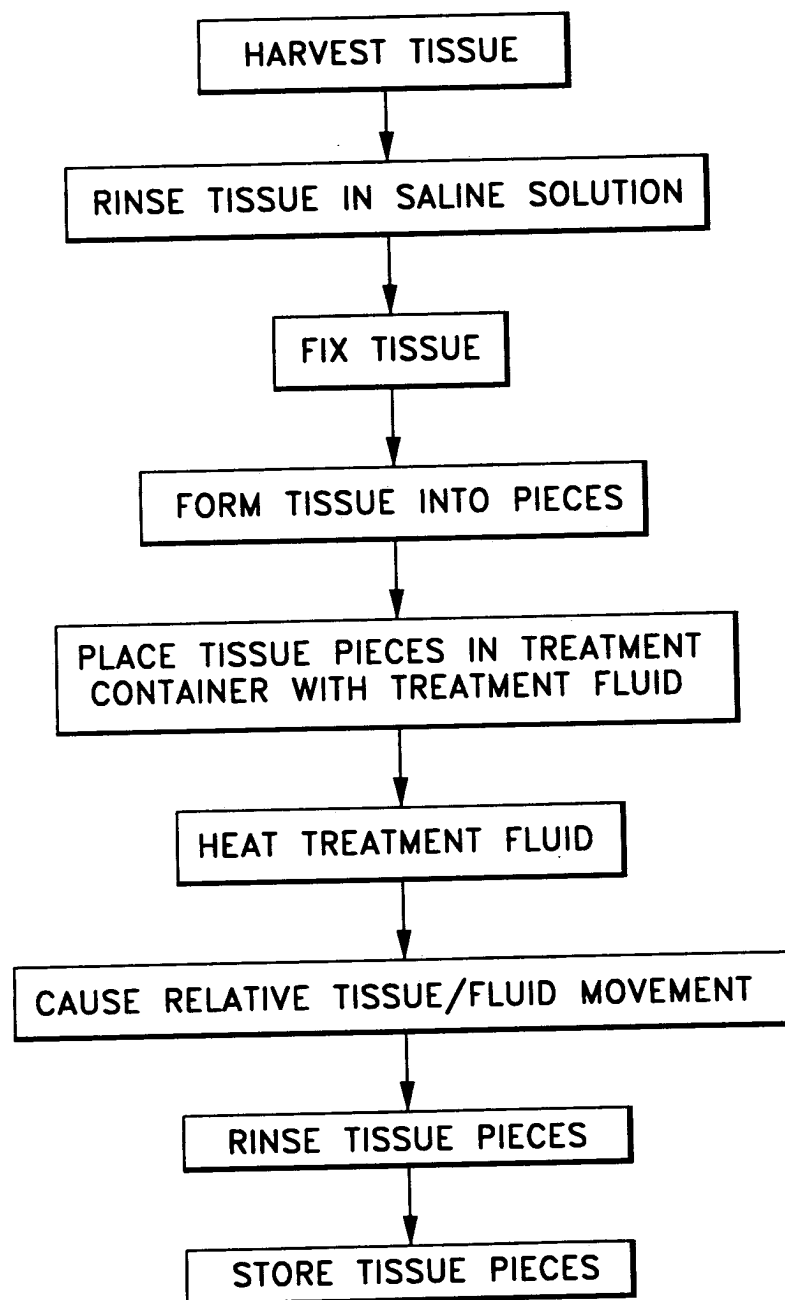 HARVEST TISSUE
RINSE TISSUE IN SALINE SOLUTION
FIX TISSUE
FORM TISSUE INTO PIECES
PLACE TISSUE PIECES IN TREATMENT
CONTAINER WITH TREATMENT FLUID
HEAT TREATMENT FLUID
CAUSE RELATIVE TISSUE/FLUID MOVEMENT
RINSE TISSUE PIECES
STORE TISSUE PIECES